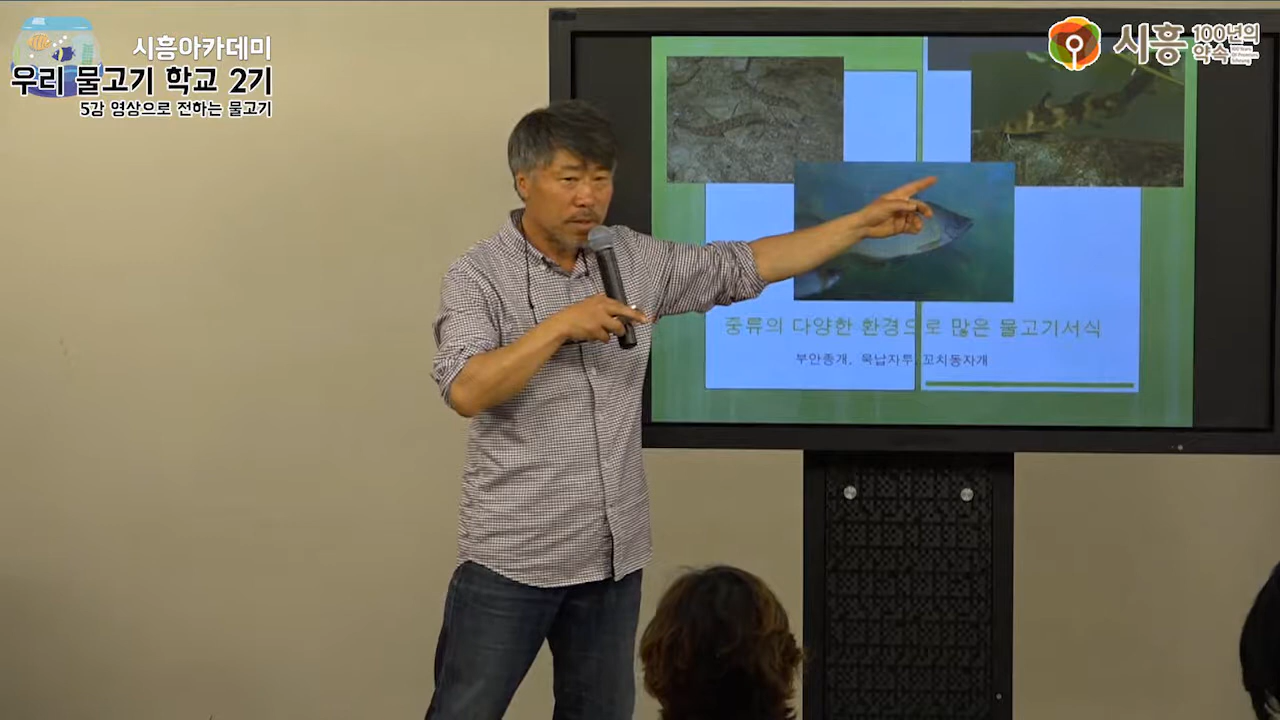 시흥아카데미
우리 물고기 학교 2기
5강 영상으로 전하는 물고기
시흥 100년의 약속
중류의 다양한 환경으로 많은 물고기서식
부안종개, 묵납자루, 꼬치동자개